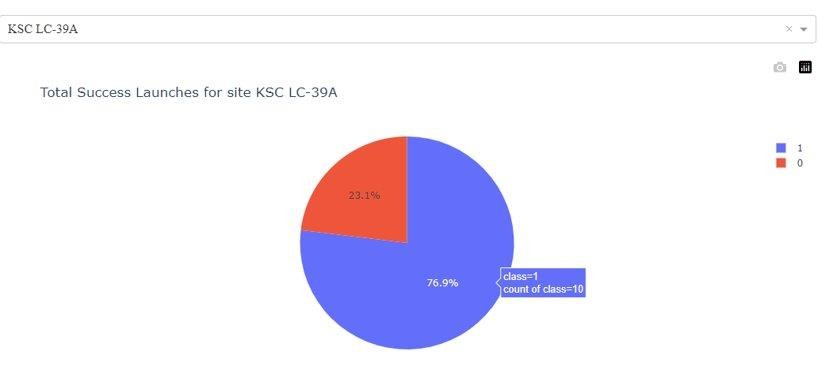 KSC LC-39A
Total Success Launches for site KSC LC-39A
1
0
23.1%
76.9%
class=1
count of class=10